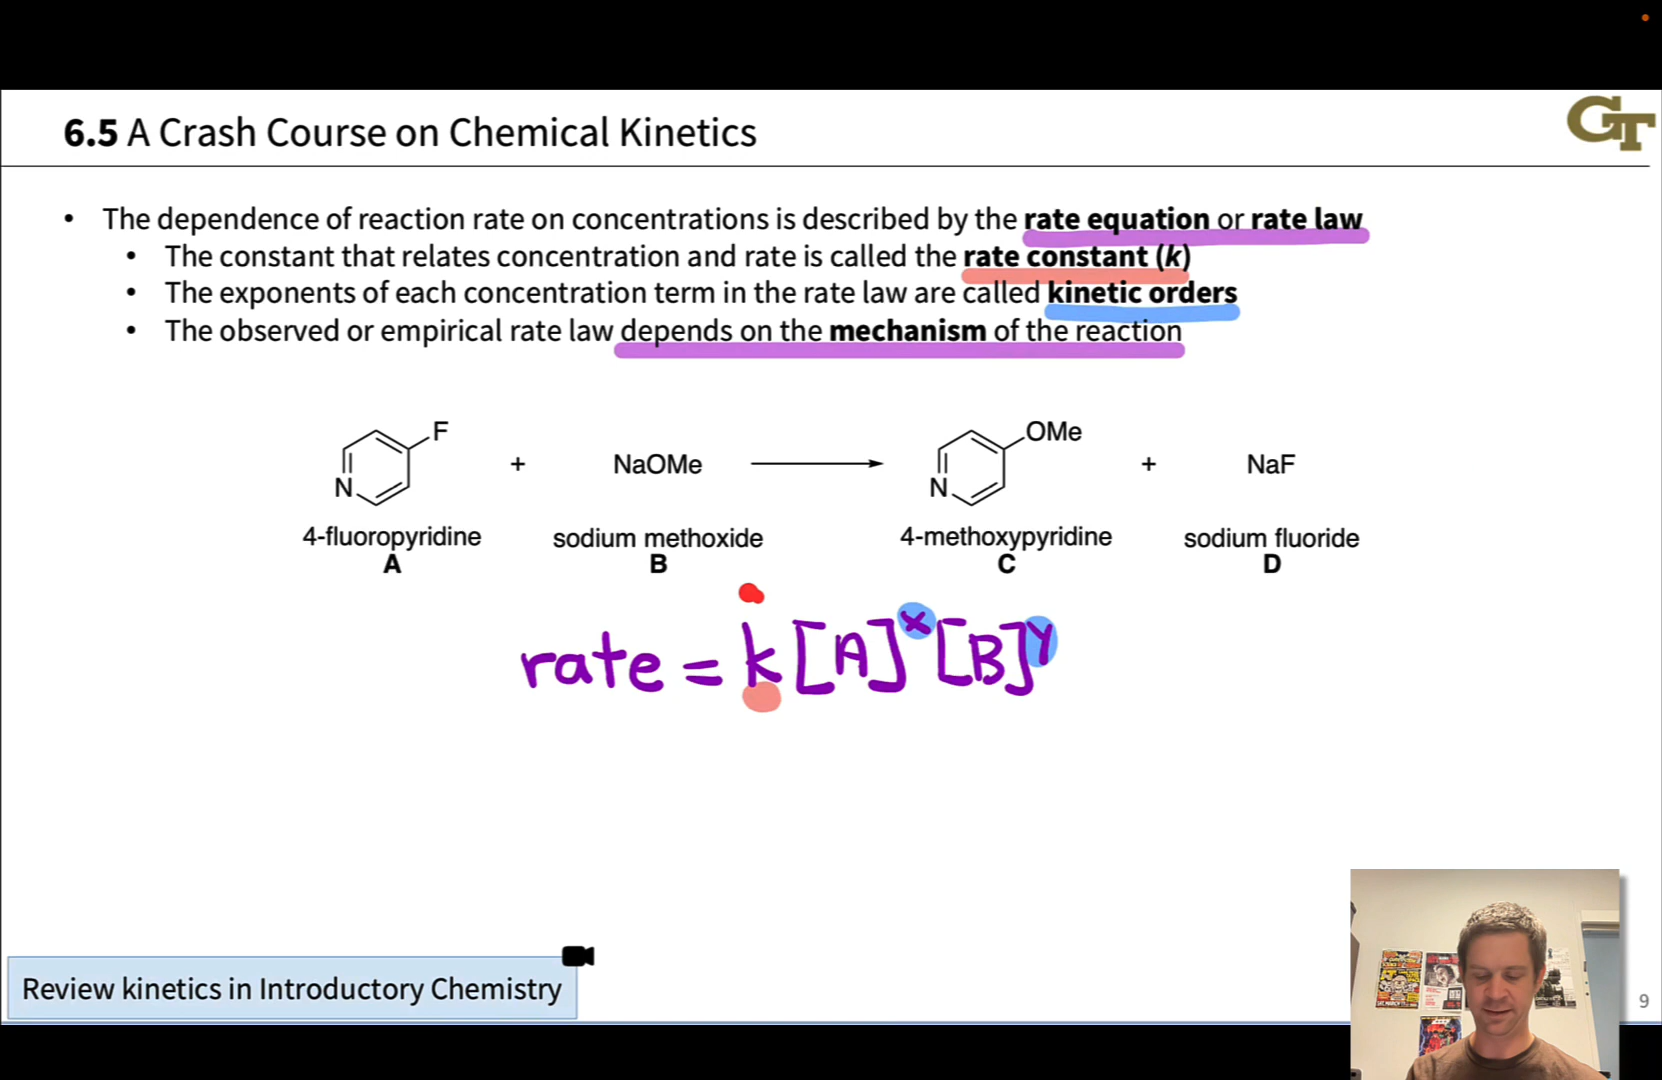 6.5 A Crash Course on Chemical Kinetics
GT
• The dependence of reaction rate on concentrations is described by the rate equation or rate law
• The constant that relates concentration and rate is called the rate constant (k)
• The exponents of each concentration term in the rate law are called kinetic orders
• The observed or empirical rate law depends on the mechanism of the reaction
F
N
+
NaOMe
OMe
N
+
NaF
4-fluoropyridine
A
sodium methoxide
B
4-methoxypyridine
C
sodium fluoride
D
rate = k[A]^x[B]^y
Review kinetics in Introductory Chemistry
9